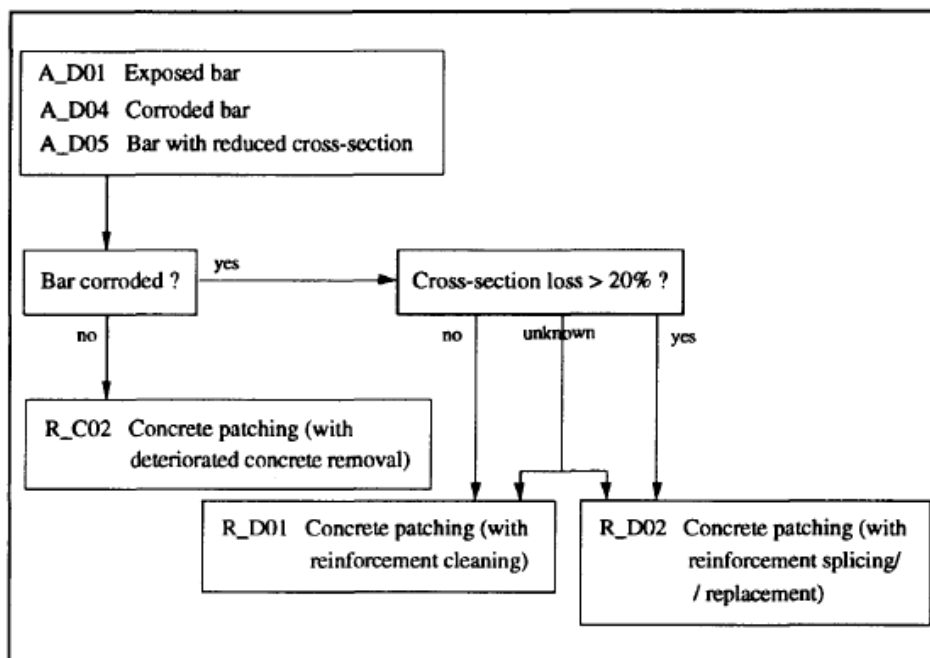 A_D01 Exposed bar
A_D04 Corroded bar
A_D05 Bar with reduced cross-section
Bar corroded ?
yes
Cross-section loss > 20% ?
no
no
unknown
yes
R_C02 Concrete patching (with
deteriorated concrete removal)
R_D01 Concrete patching (with
reinforcement cleaning)
R_D02 Concrete patching (with
reinforcement splicing/
/ replacement)